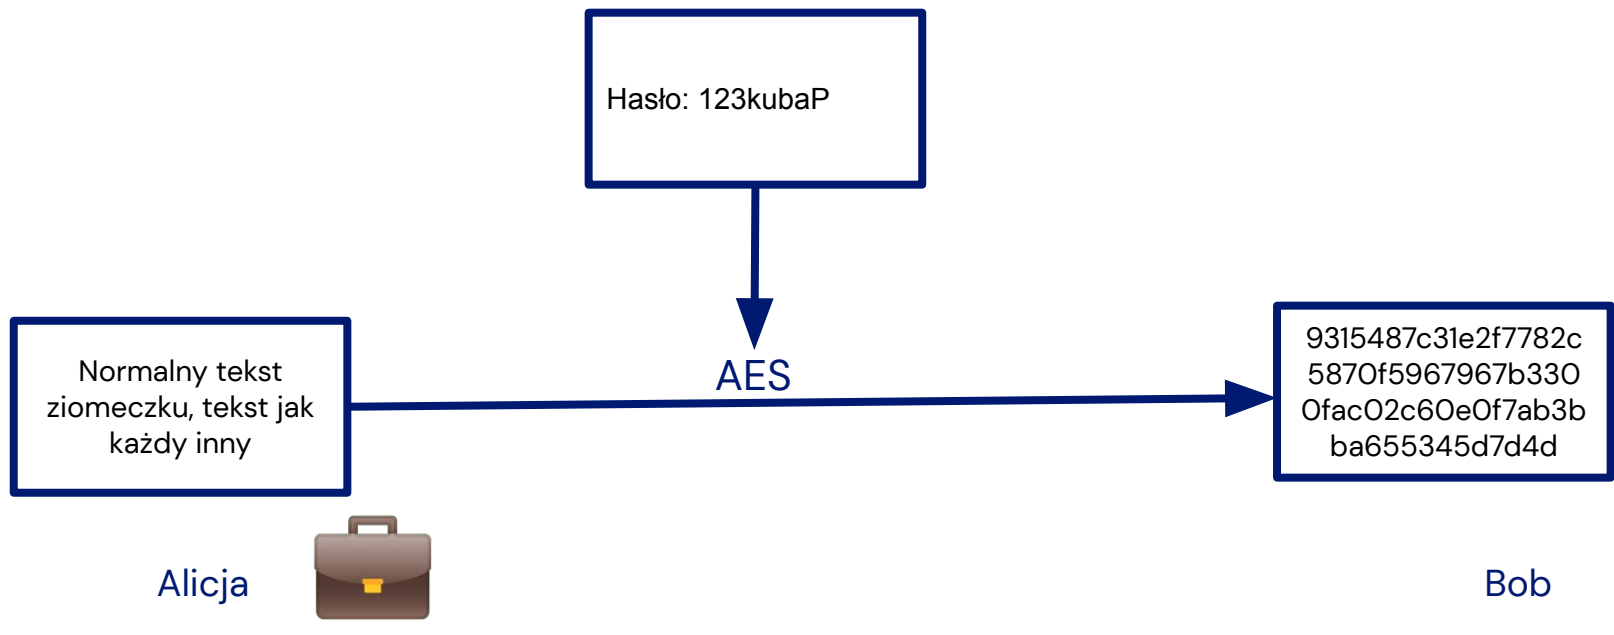 Hasło: 123kubaP
AES
Normalny tekst
ziomeczku, tekst jak
każdy inny
9315487c31e2f7782c
5870f5967967b330
0fac02c60e0f7ab3b
ba655345d7d4d
Alicja
Bob